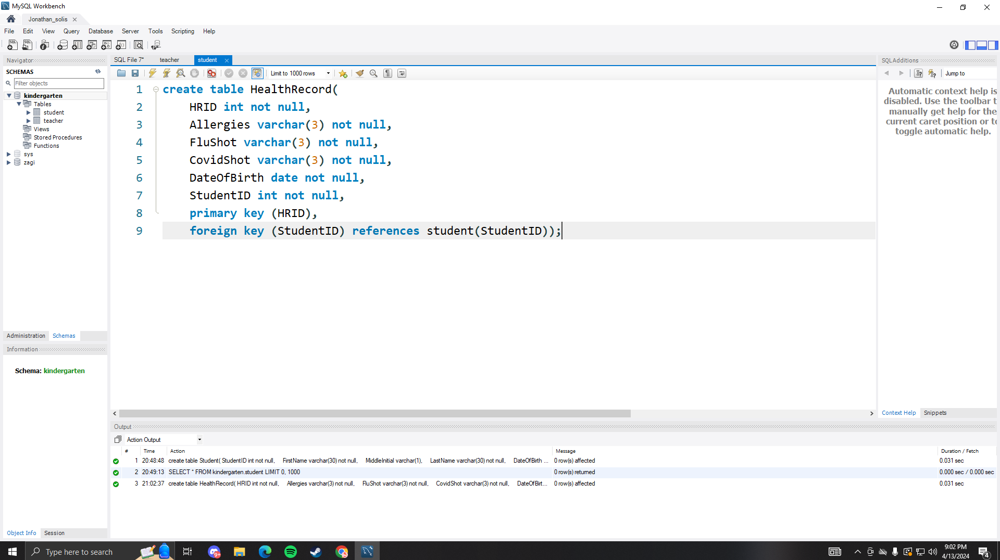 MySQL Workbench
Jonathan_solis
File Edit View Query Database Server Tools Scripting Help
Navigator
SCHEMAS
Filter objects
kindergarten
Tables
student
teacher
Views
Stored Procedures
Functions
sys
zagi
Administration Schemas
Information
Schema: kindergarten
Object Info Session
SQL File 7* teacher student
Limit to 1000 rows
1 create table HealthRecord(
2 HRID int not null,
3 Allergies varchar(3) not null,
4 FluShot varchar(3) not null,
5 CovidShot varchar(3) not null,
6 DateOfBirth date not null,
7 StudentID int not null,
8 primary key (HRID),
9 foreign key (StudentID) references student(StudentID));
SQLAdditions
Jump to
Automatic context help is
disabled. Use the toolbar t
manually get help for the
current caret position or to
toggle automatic help.
Context Help Snippets
Output
Action Output
# Time Action Message Duration / Fetch
1 20:48:48 create table Student( StudentID int not null, FirstName varchar(30) not null, MiddleInitial varchar(1), LastName varchar(30) not null, DateOfBirth ... 0 row(s) affected 0.031 sec
2 20:49:13 SELECT * FROM kindergarten.student LIMIT 0, 1000 0 row(s) returned 0.000 sec / 0.000 sec
3 21:02:37 create table HealthRecord( HRID int not null, Allergies varchar(3) not null, FluShot varchar(3) not null, CovidShot varchar(3) not null, DateOfBirt... 0 row(s) affected 0.031 sec
Type here to search
9:02 PM
4/13/2024
4